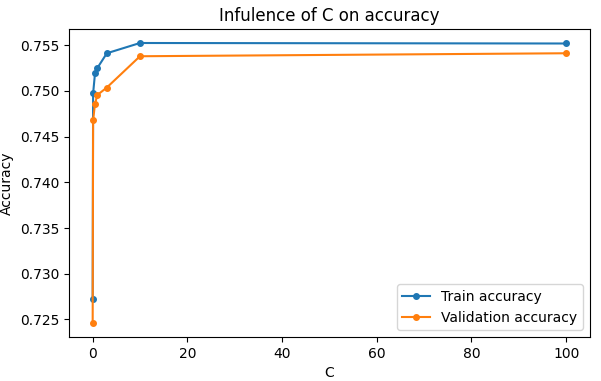 Infulence of C on accuracy
0.755
0.750
0.745
0.740
0.735
0.730
0.725
Accuracy
0
20
40
60
80
100
C
Train accuracy
Validation accuracy